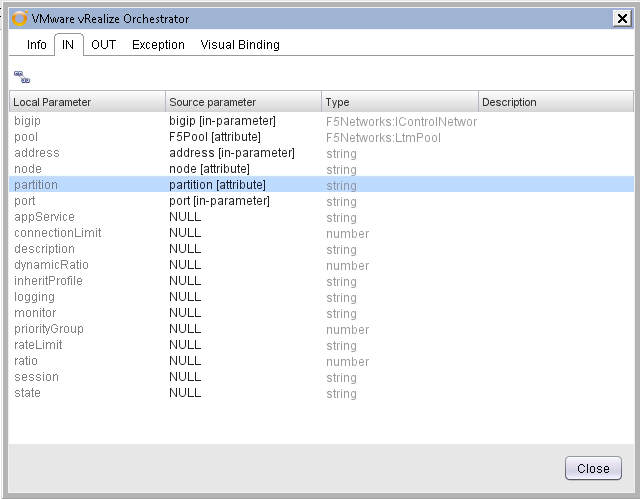 VMware vRealize Orchestrator
Info IN OUT Exception Visual Binding
Local Parameter Source parameter Type Description
bigip bigip [in-parameter] F5Networks:IControlNetwor
pool F5Pool [attribute] F5Networks:LtmPool
address address [in-parameter] string
node node [attribute] string
partition partition [attribute] string
port port [in-parameter] string
appService NULL string
connectionLimit NULL number
description NULL string
dynamicRatio NULL number
inheritProfile NULL string
logging NULL string
monitor NULL string
priorityGroup NULL number
rateLimit NULL string
ratio NULL number
session NULL string
state NULL string
Close